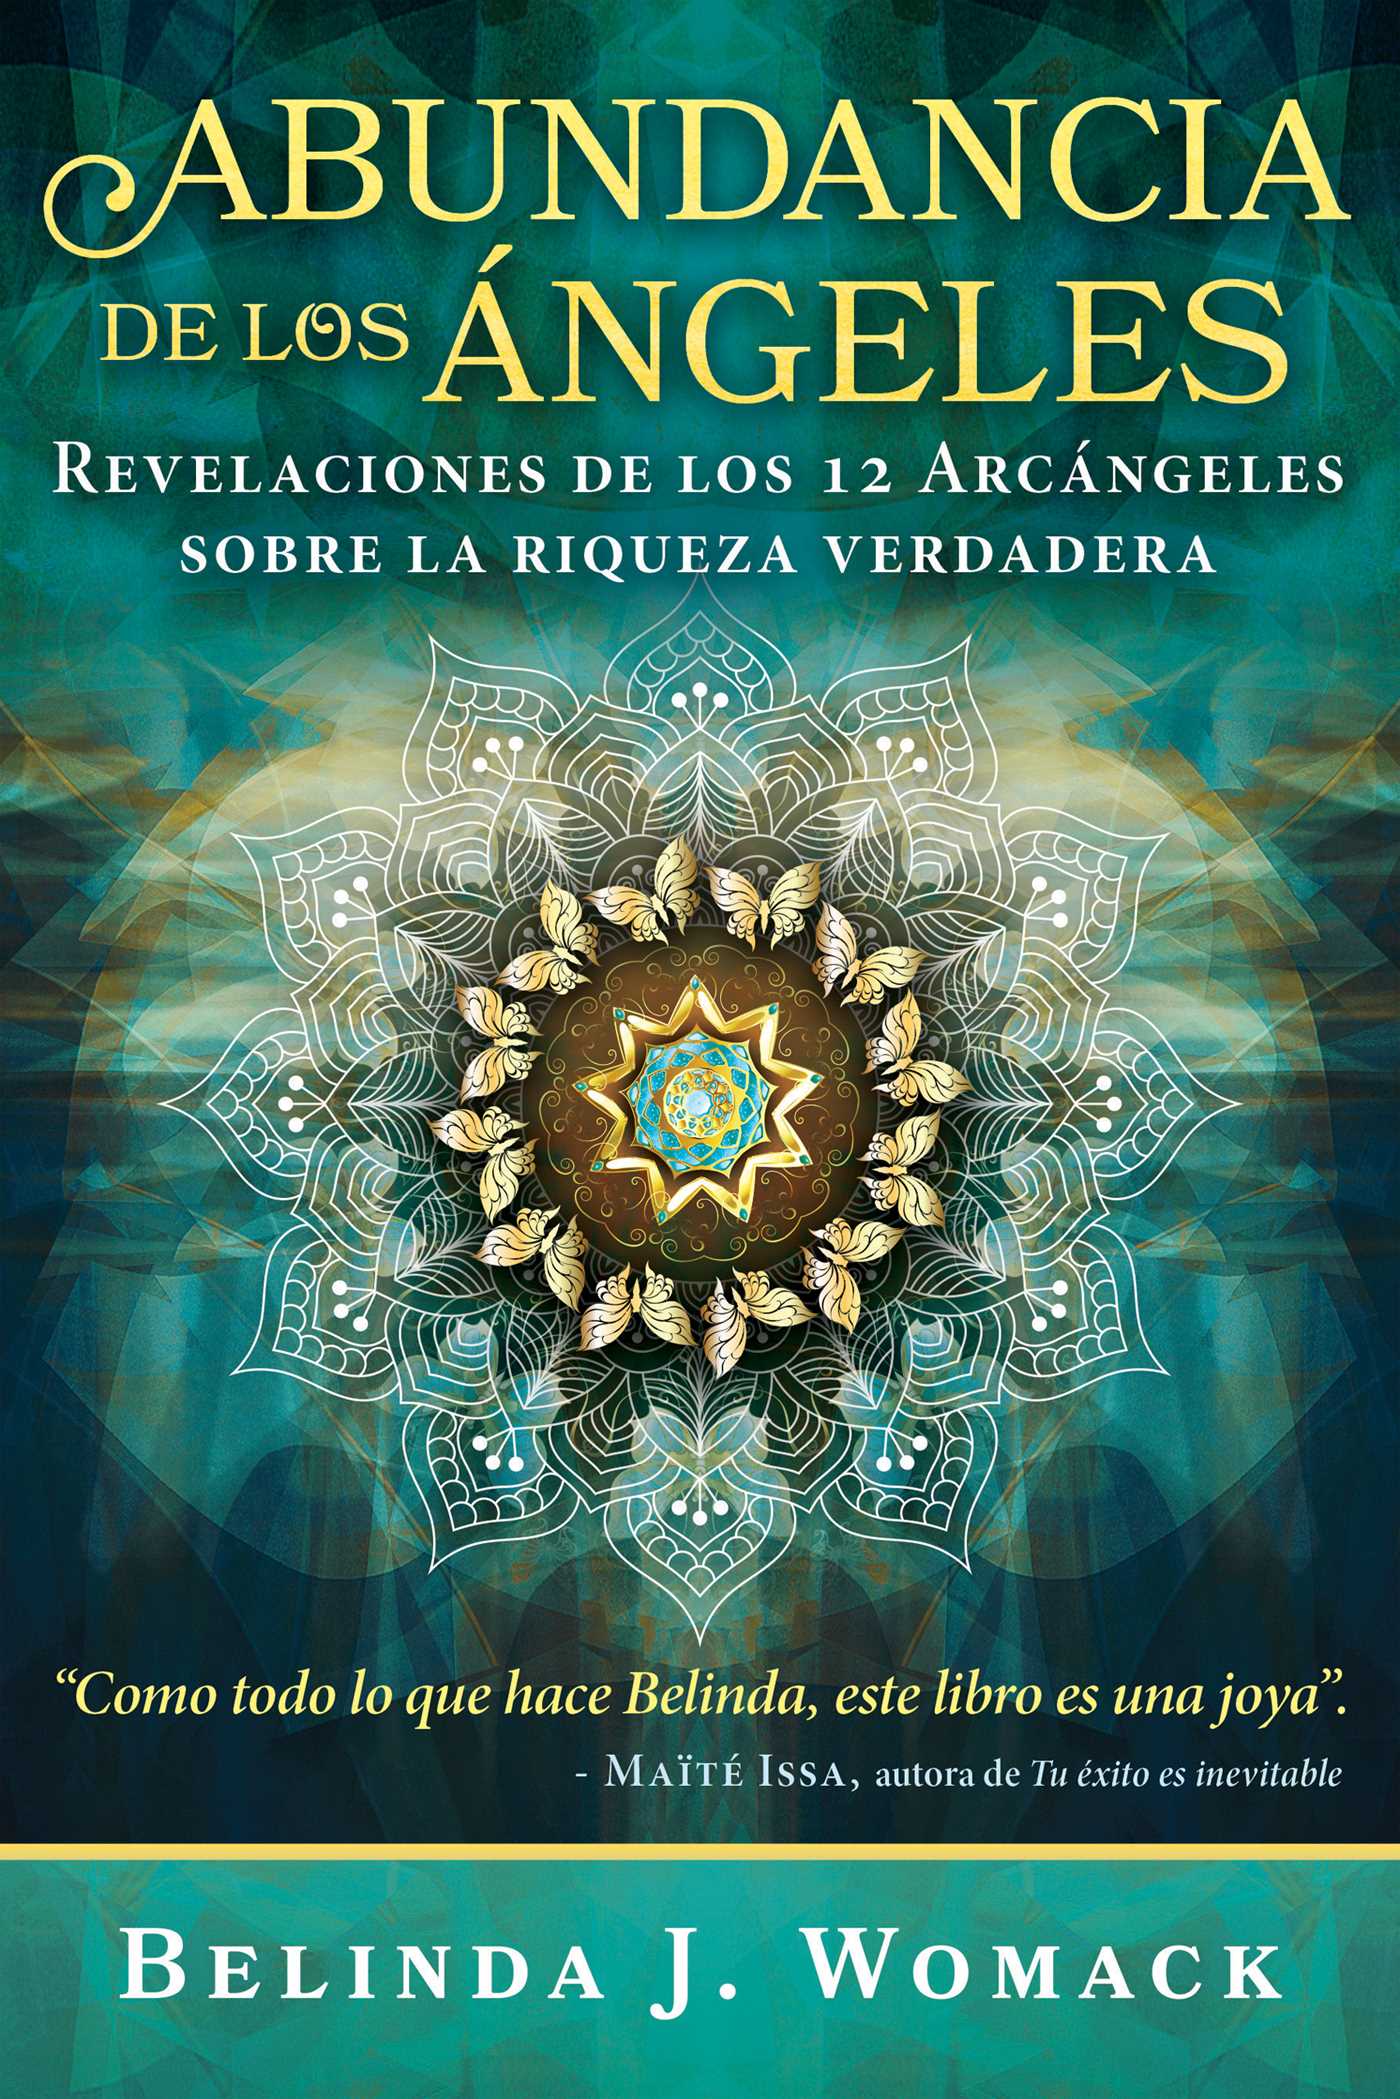 ABUNDANCIA
DE LOS ÁNGELES
REVELACIONES DE LOS 12 ARCÁNGELES
SOBRE LA RIQUEZA VERDADERA
“Como todo lo que hace Belinda, este libro es una joya”.
- MAÏTÉ ISSA, autora de Tu éxito es inevitable
BELINDA J. WOMACK